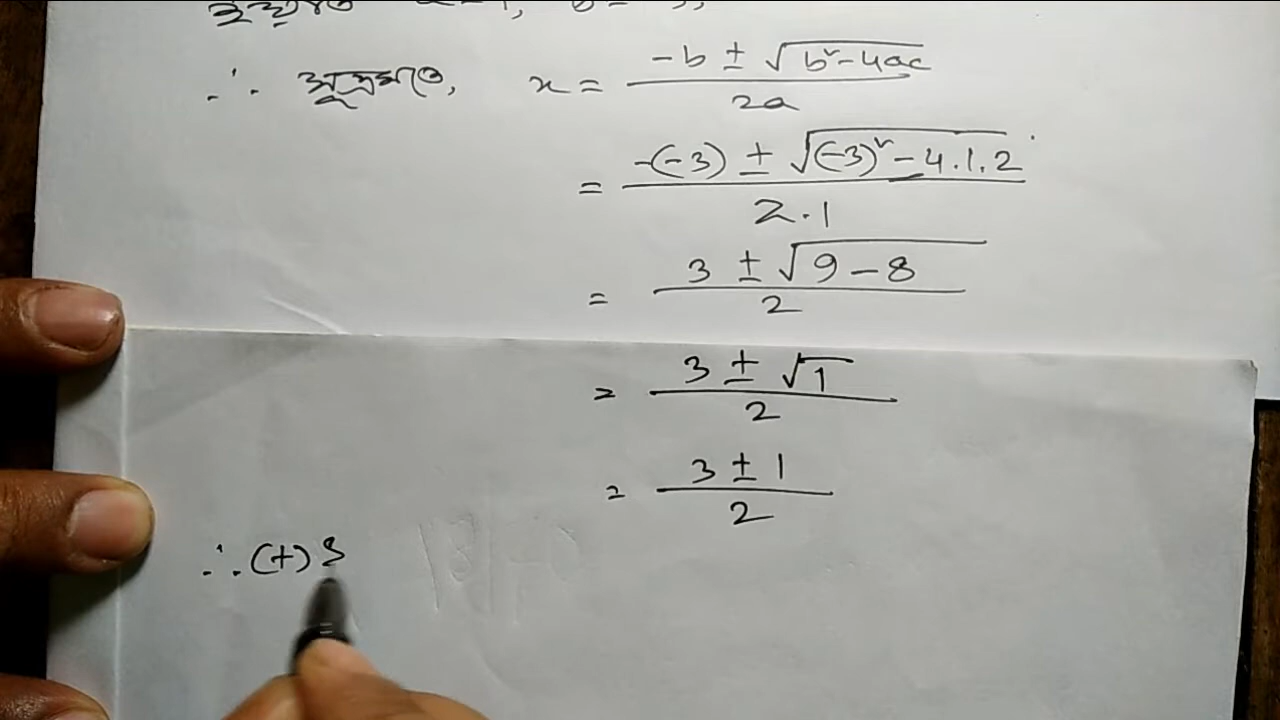 ∴ সূত্রমতে, x = (-b ± √(b² - 4ac)) / 2a
= (-(-3) ± √((-3)² - 4.1.2)) / 2.1
= (3 ± √(9 - 8)) / 2
= (3 ± √1) / 2
= (3 ± 1) / 2
∴ (+)